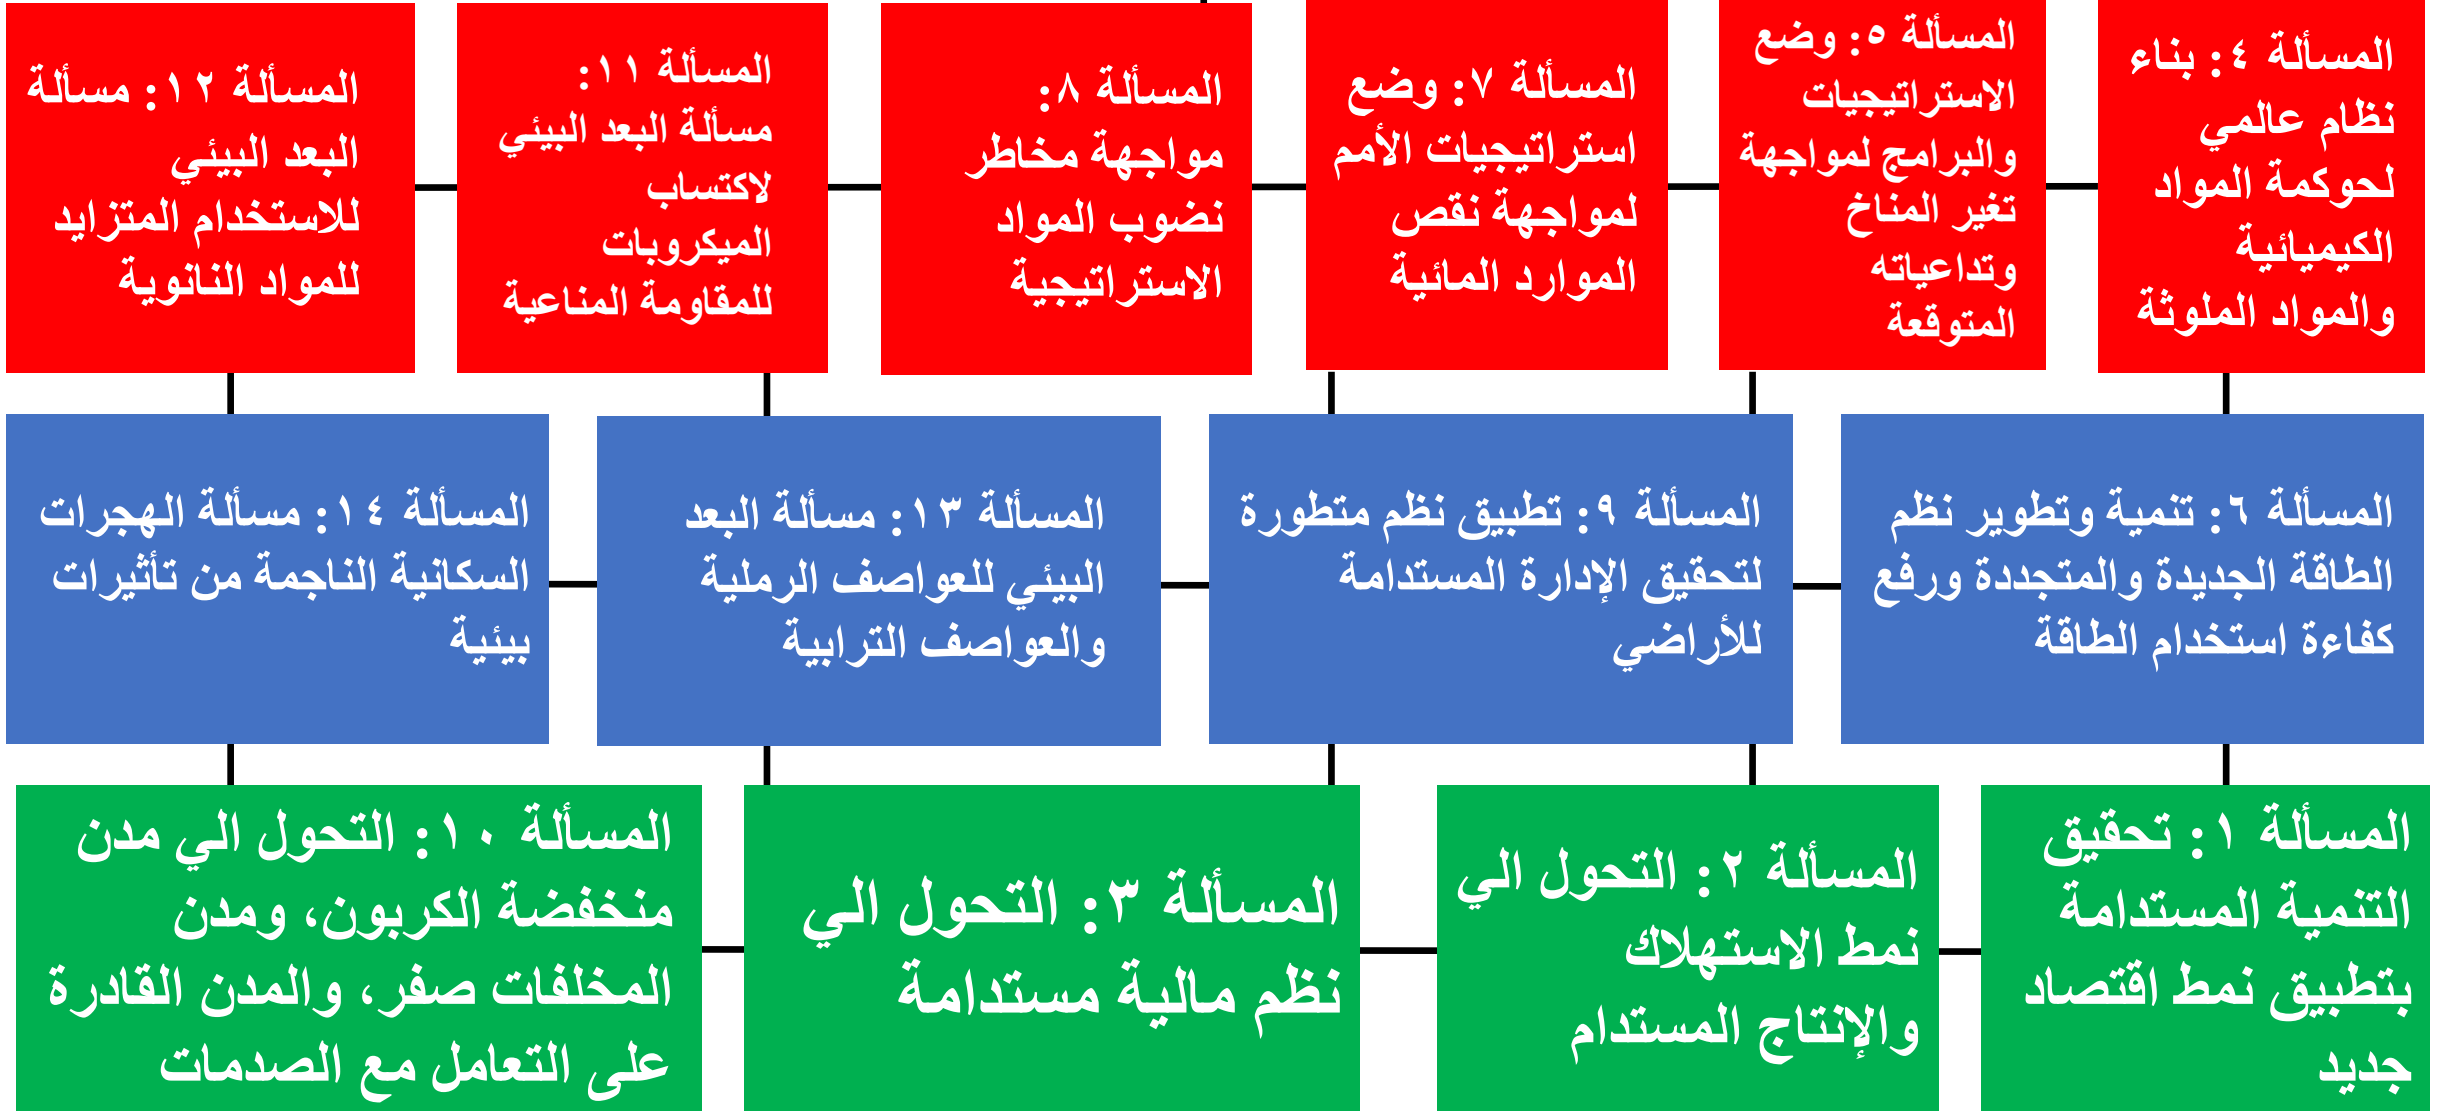 المسألة ٤: بناء
نظام عالمي
لحوكمة المواد
الكيميائية
والمواد الملوثة
المسألة ٥: وضع
الاستراتيجيات
والبرامج لمواجهة
تغير المناخ
وتداعياته
المتوقعة
المسألة ٧: وضع
استراتيجيات الأمم
لمواجهة نقص
الموارد المائية
المسألة ٨:
مواجهة مخاطر
نضوب المواد
الاستراتيجية
المسألة ١١:
مسألة البعد البيئي
لاكتساب
الميكروبات
للمقاومة المناعية
المسألة ١٢: مسألة
البعد البيئي
للاستخدام المتزايد
للمواد النانوية
المسألة ٦: تنمية وتطوير نظم
الطاقة الجديدة والمتجددة ورفع
كفاءة استخدام الطاقة
المسألة ٩: تطبيق نظم متطورة
لتحقيق الإدارة المستدامة
للأراضي
المسألة ١٣: مسألة البعد
البيئي للعواصف الرملية
والعواصف الترابية
المسألة ١٤: مسألة الهجرات
السكانية الناجمة من تأثيرات
بيئية
المسألة ١: تحقيق
التنمية المستدامة
بتطبيق نمط اقتصاد
جديد
المسألة ٢: التحول الي
نمط الاستهلاك
والإنتاج المستدام
المسألة ٣: التحول الي
نظم مالية مستدامة
المسألة ١٠: التحول الي مدن
منخفضة الكربون، ومدن
المخلفات صفر، والمدن القادرة
على التعامل مع الصدمات